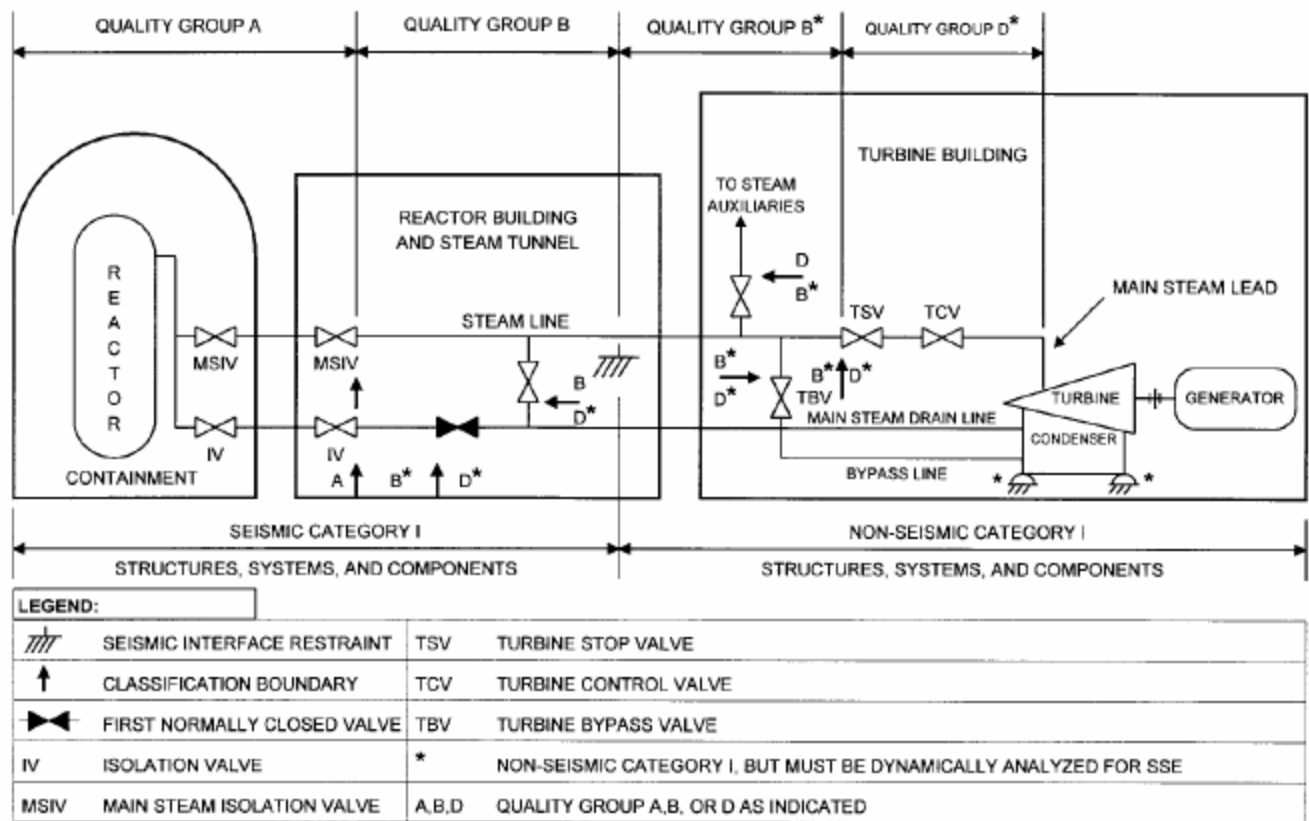 QUALITY GROUP A
QUALITY GROUP B
QUALITY GROUP B*
QUALITY GROUP D*
TURBINE BUILDING
TO STEAM
AUXILIARIES
REACTOR BUILDING
AND STEAM TUNNEL
REACTOR
D
B*
MAIN STEAM LEAD
STEAM LINE
TSV
TCV
MSIV
MSIV
B
D*
B*
D*
TBV
B*
D*
TURBINE
GENERATOR
MAIN STEAM DRAIN LINE
CONDENSER
IV
IV
CONTAINMENT
A
B*
D*
BYPASS LINE
*
*
SEISMIC CATEGORY I
NON-SEISMIC CATEGORY I
STRUCTURES, SYSTEMS, AND COMPONENTS
STRUCTURES, SYSTEMS, AND COMPONENTS
LEGEND:
SEISMIC INTERFACE RESTRAINT TSV TURBINE STOP VALVE
CLASSIFICATION BOUNDARY TCV TURBINE CONTROL VALVE
FIRST NORMALLY CLOSED VALVE TBV TURBINE BYPASS VALVE
IV ISOLATION VALVE * NON-SEISMIC CATEGORY I, BUT MUST BE DYNAMICALLY ANALYZED FOR SSE
MSIV MAIN STEAM ISOLATION VALVE A,B,D QUALITY GROUP A,B, OR D AS INDICATED